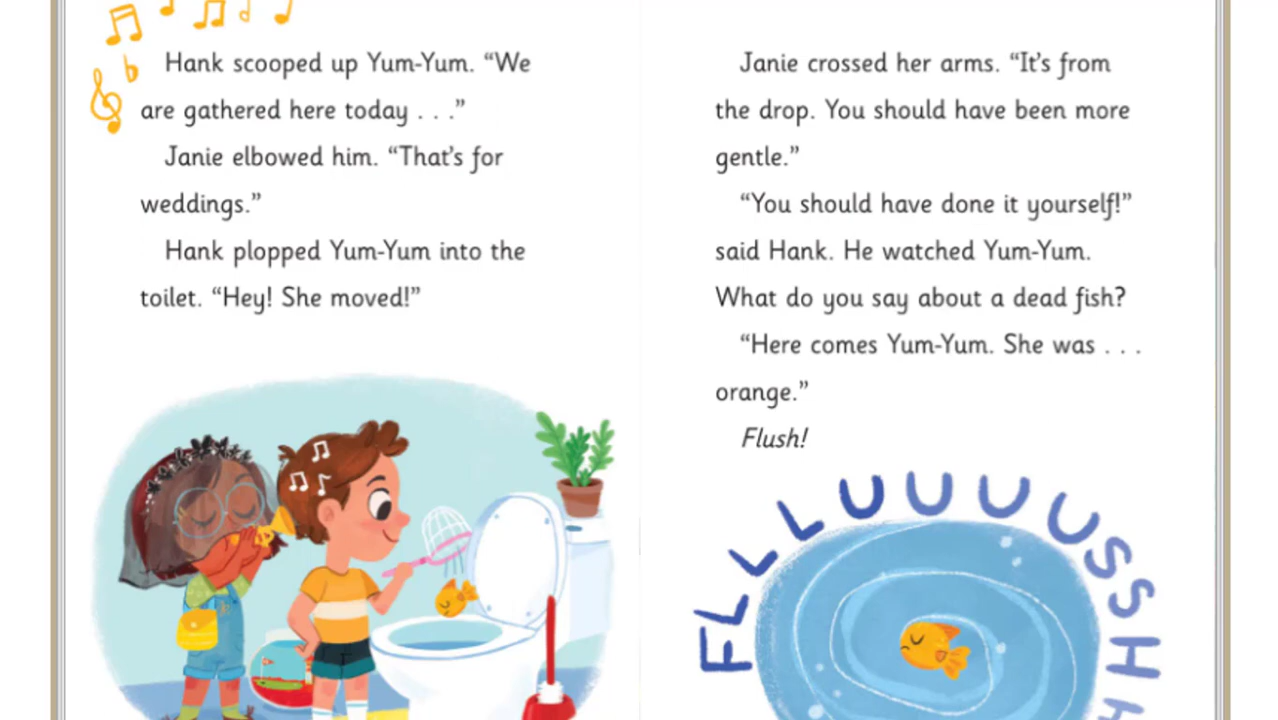 Hank scooped up Yum-Yum. “We
are gathered here today . . .”
Janie elbowed him. “That’s for
weddings.”
Hank plopped Yum-Yum into the
toilet. “Hey! She moved!”
Janie crossed her arms. “It’s from
the drop. You should have been more
gentle.”
“You should have done it yourself!”
said Hank. He watched Yum-Yum.
What do you say about a dead fish?
“Here comes Yum-Yum. She was . . .
orange.”
Flush!
FLLLUUUUSSHh